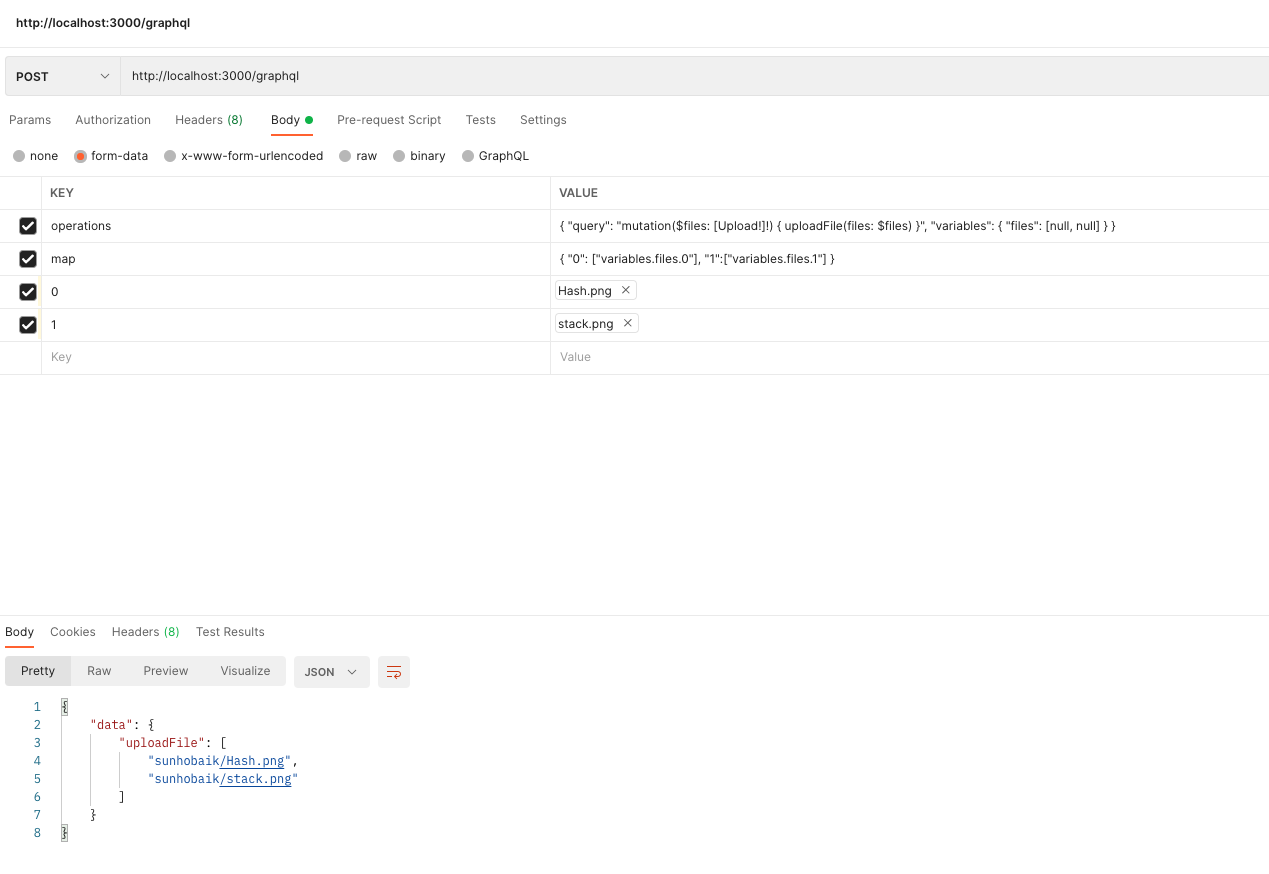 http://localhost:3000/graphql
POST http://localhost:3000/graphql
Params Authorization Headers (8) Body Pre-request Script Tests Settings
none form-data x-www-form-urlencoded raw binary GraphQL
KEY VALUE
operations { "query": "mutation($files: [Upload!]!) { uploadFile(files: $files) }", "variables": { "files": [null, null] } }
map { "0": ["variables.files.0"], "1":["variables.files.1"] }
0 Hash.png
1 stack.png
Key Value
Body Cookies Headers (8) Test Results
Pretty Raw Preview Visualize JSON
1 {
2 "data": {
3 "uploadFile": [
4 "sunhobaik/Hash.png",
5 "sunhobaik/stack.png"
6 ]
7 }
8 }